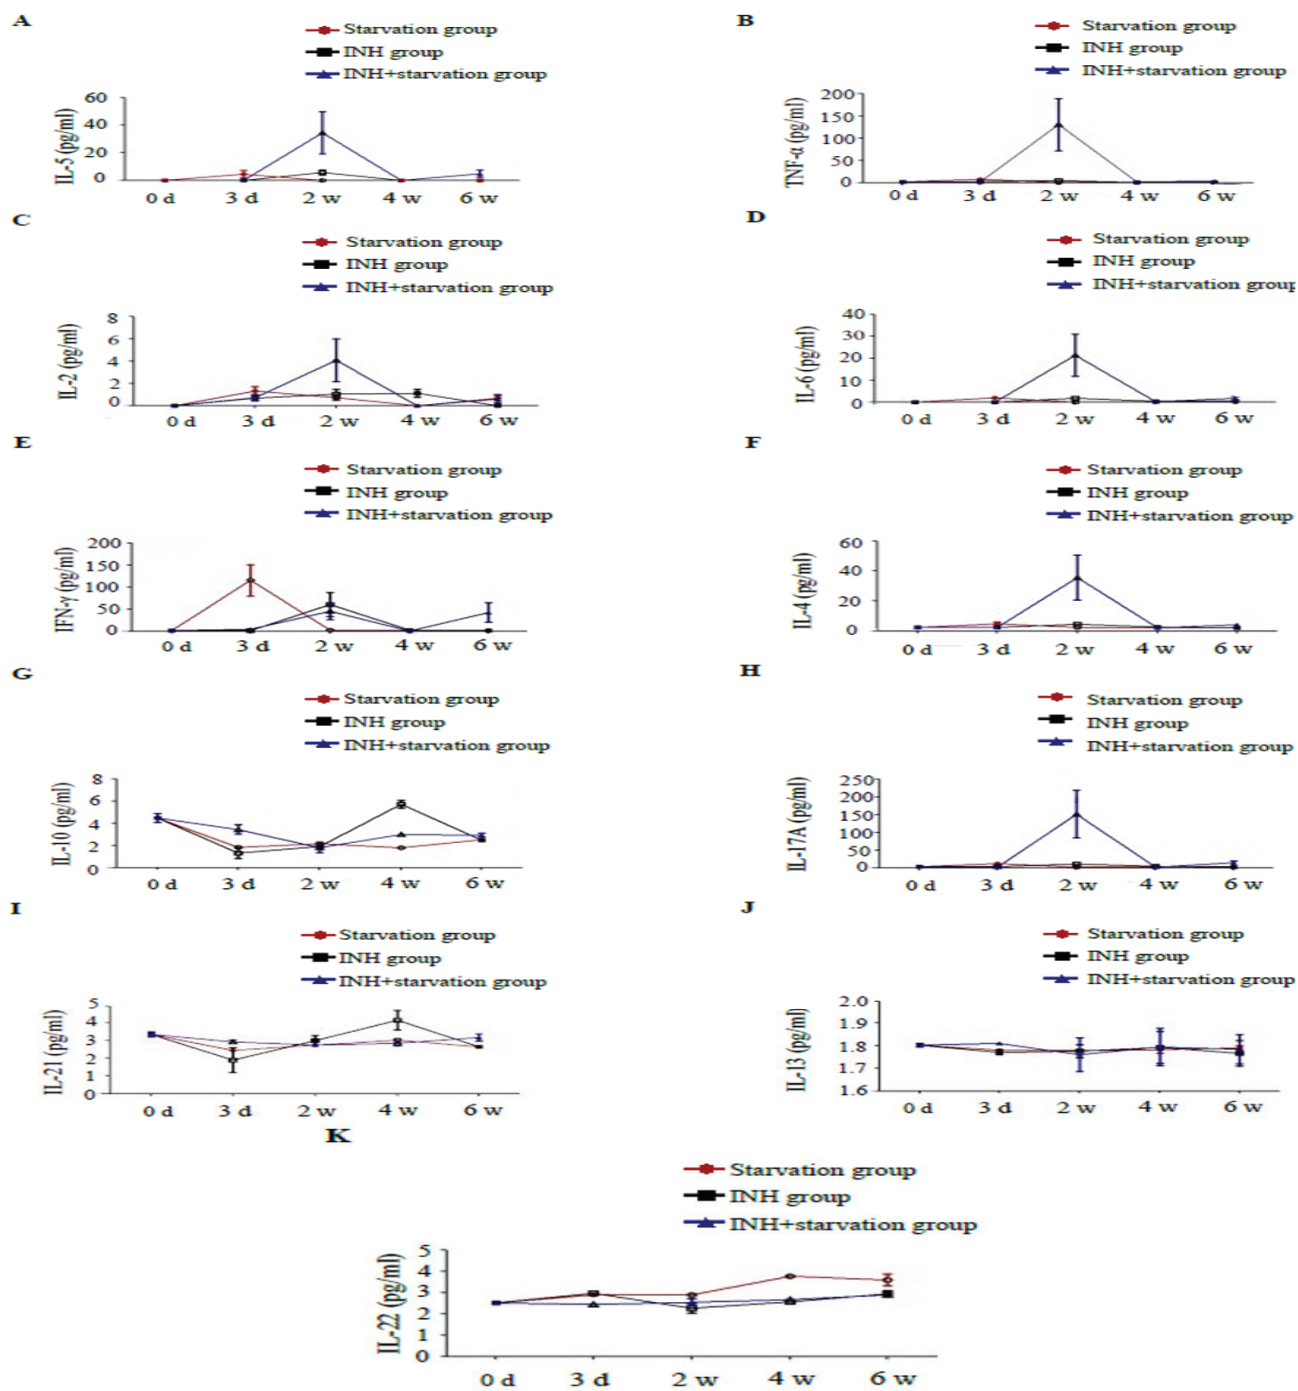 A
Starvation group
INH group
INH+starvation group
IL-5 (pg/ml)
60
40
20
0
0 d 3 d 2 w 4 w 6 w
B
Starvation group
INH group
INH+starvation group
TNF-α (pg/ml)
200
150
100
50
0
0 d 3 d 2 w 4 w 6 w
C
Starvation group
INH group
INH+starvation group
IL-2 (pg/ml)
8
6
4
2
0
0 d 3 d 2 w 4 w 6 w
D
Starvation group
INH group
INH+starvation group
IL-6 (pg/ml)
40
30
20
10
0
0 d 3 d 2 w 4 w 6 w
E
Starvation group
INH group
INH+starvation group
IFN-γ (pg/ml)
200
150
100
50
0
0 d 3 d 2 w 4 w 6 w
F
Starvation group
INH group
INH+starvation group
IL-4 (pg/ml)
60
40
20
0
0 d 3 d 2 w 4 w 6 w
G
Starvation group
INH group
INH+starvation group
IL-10 (pg/ml)
8
6
4
2
0
0 d 3 d 2 w 4 w 6 w
H
Starvation group
INH group
INH+starvation group
IL-17A (pg/ml)
250
200
150
100
50
0
0 d 3 d 2 w 4 w 6 w
I
Starvation group
INH group
INH+starvation group
IL-21 (pg/ml)
5
4
3
2
1
0
0 d 3 d 2 w 4 w 6 w
J
Starvation group
INH group
INH+starvation group
IL-13 (pg/ml)
2.0
1.9
1.8
1.7
1.6
0 d 3 d 2 w 4 w 6 w
K
Starvation group
INH group
INH+starvation group
IL-22 (pg/ml)
5
4
3
2
1
0
0 d 3 d 2 w 4 w 6 w